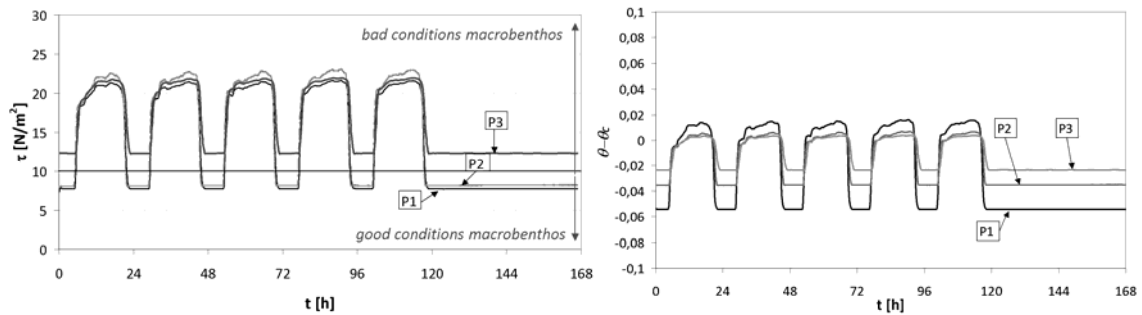 30
25
20
15
10
5
0
τ [N/m²]
bad conditions macrobenthos
P3
P2
P1
good conditions macrobenthos
0 24 48 72 96 120 144 168
t [h]
0,1
0,08
0,06
0,04
0,02
0
-0,02
-0,04
-0,06
-0,08
-0,1
θ-θc
P2
P3
P1
0 24 48 72 96 120 144 168
t [h]